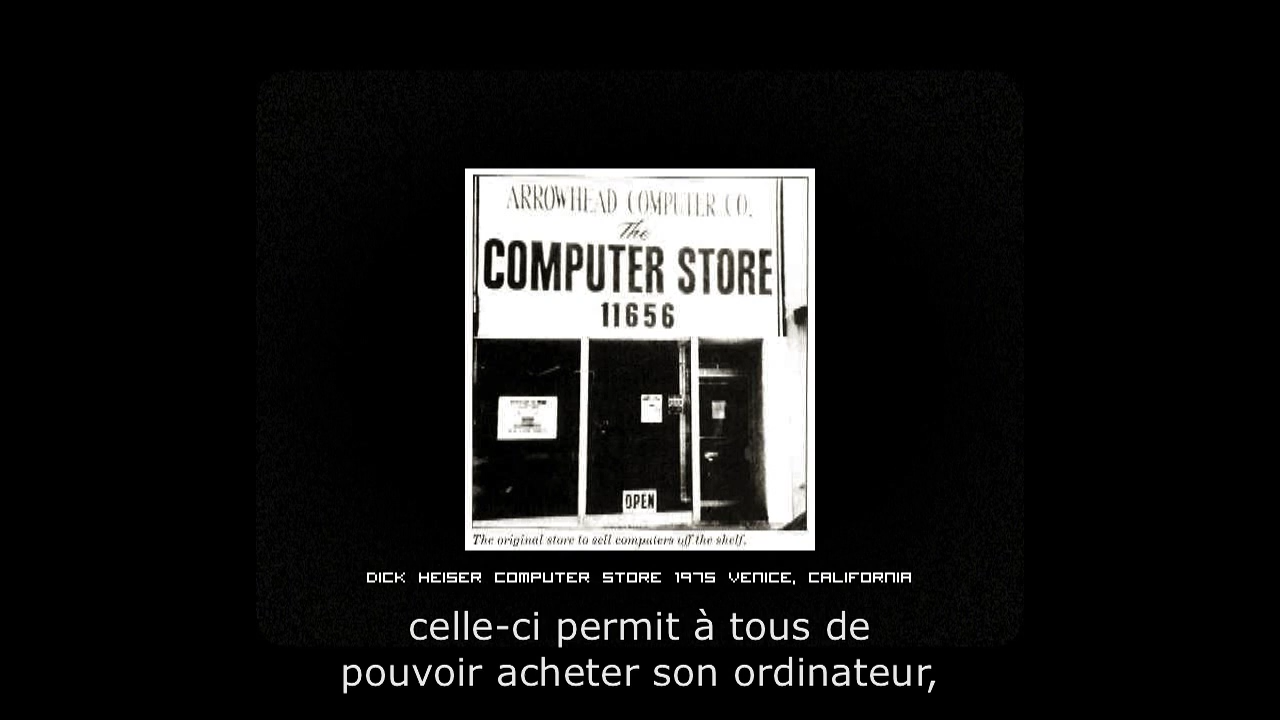 ARROWHEAD COMPUTER CO.
The
COMPUTER STORE
11656
OPEN
The original store to sell computers off the shelf.
DICK HEISER COMPUTER STORE 1975 VENICE, CALIFORNIA
celle-ci permit à tous de
pouvoir acheter son ordinateur,